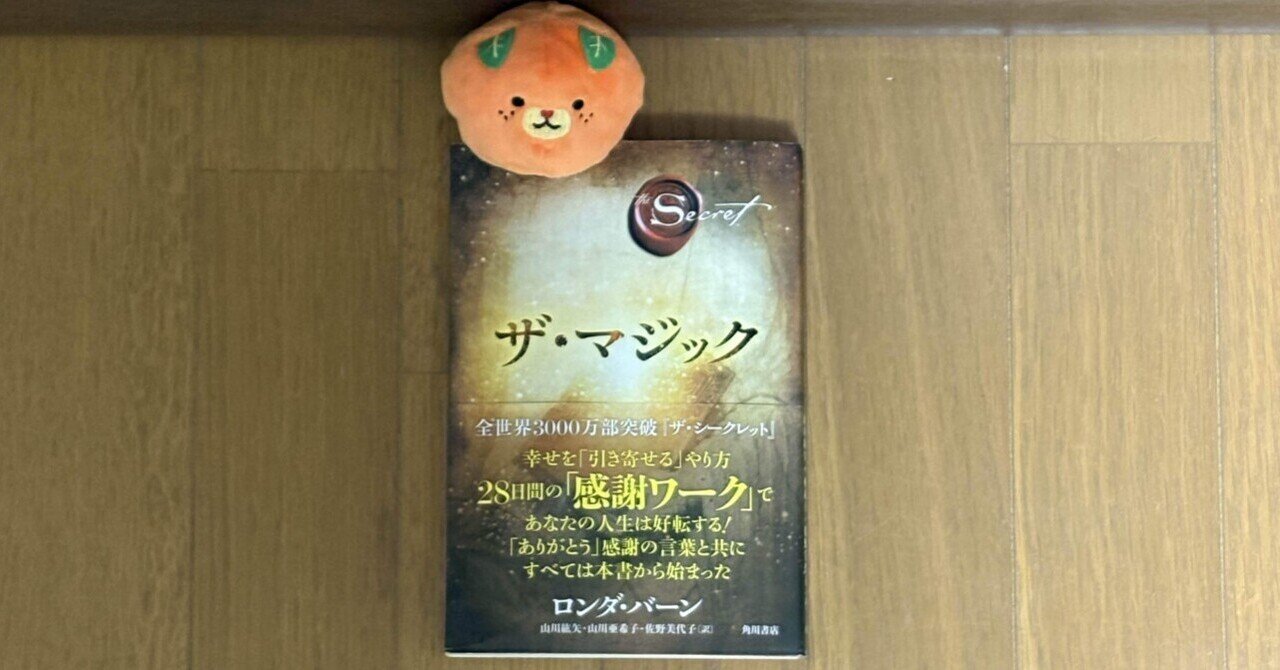 the Secret
ザ・マジック
全世界3000万部突破『ザ・シークレット』
幸せを「引き寄せる」やり方
28日間の「感謝ワーク」で
あなたの人生は好転する!
「ありがとう」感謝の言葉と共に
すべては本書から始まった
ロンダ・バーン
山川紘矢・山川亜希子・佐野美代子〔訳〕 角川書店